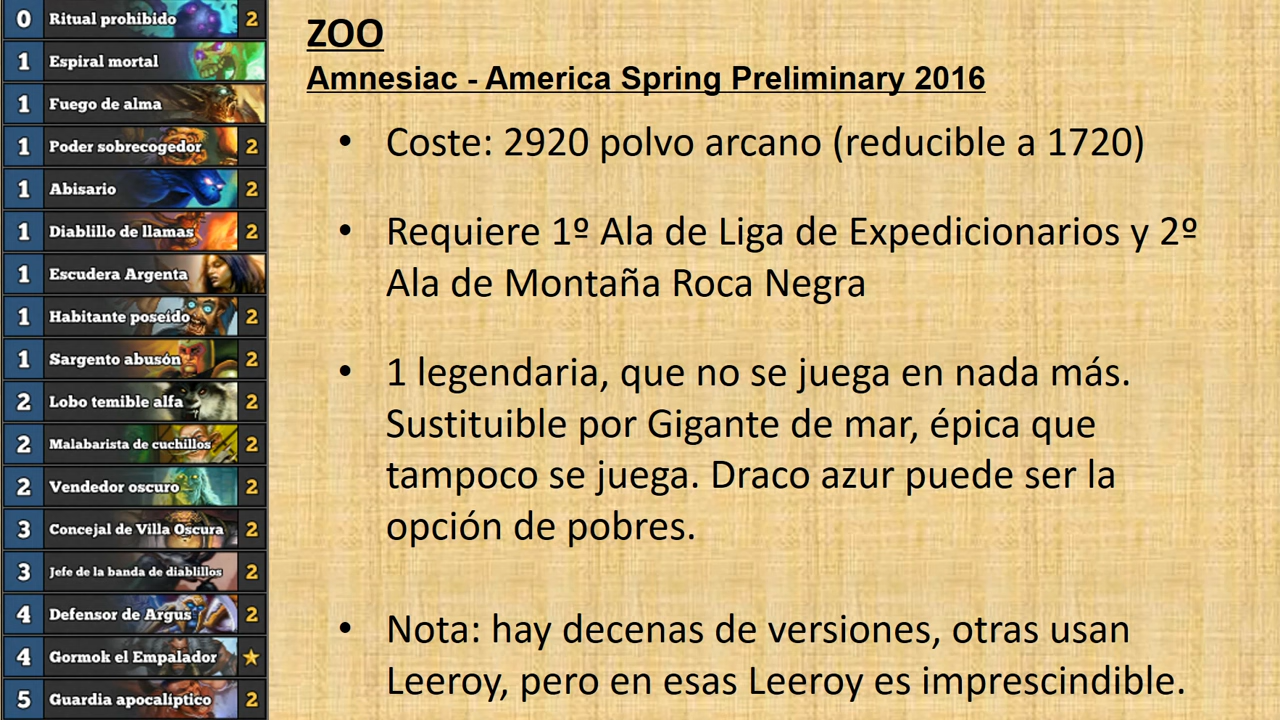 0 Ritual prohibido 2
1 Espiral mortal
1 Fuego de alma
1 Poder sobrecogedor 2
1 Abisario 2
1 Diablillo de llamas 2
1 Escudera Argenta
1 Habitante poseído 2
1 Sargento abusón 2
2 Lobo temible alfa 2
2 Malabarista de cuchillos 2
2 Vendedor oscuro 2
3 Concejal de Villa Oscura 2
3 Jefe de la banda de diablillos 2
4 Defensor de Argus 2
4 Gormok el Empalador ★
5 Guardia apocalíptico 2
ZOO
Amnesiac - America Spring Preliminary 2016
• Coste: 2920 polvo arcano (reducible a 1720)
• Requiere 1º Ala de Liga de Expedicionarios y 2º
Ala de Montaña Roca Negra
• 1 legendaria, que no se juega en nada más.
Sustituible por Gigante de mar, épica que
tampoco se juega. Draco azur puede ser la
opción de pobres.
• Nota: hay decenas de versiones, otras usan
Leeroy, pero en esas Leeroy es imprescindible.